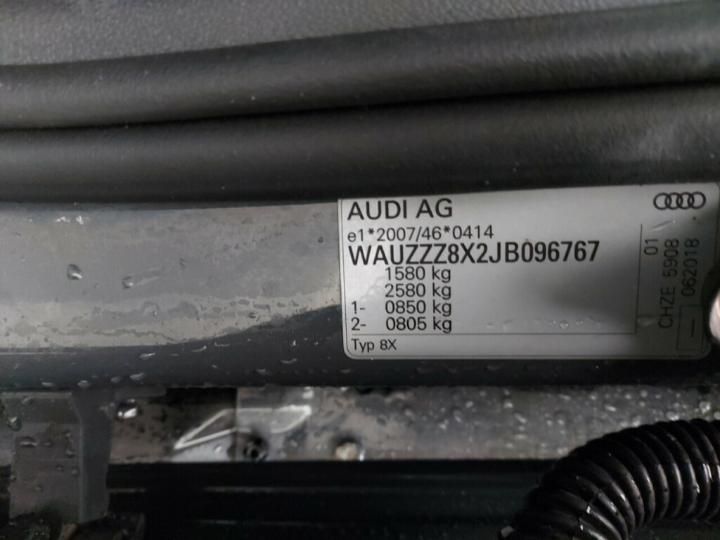 AUDI AG
e1*2007/46*0414
WAUZZZ8X2JB096767
1580 kg
2580 kg
1- 0850 kg
2- 0805 kg
Typ 8X
01
CHZE 5908
062018